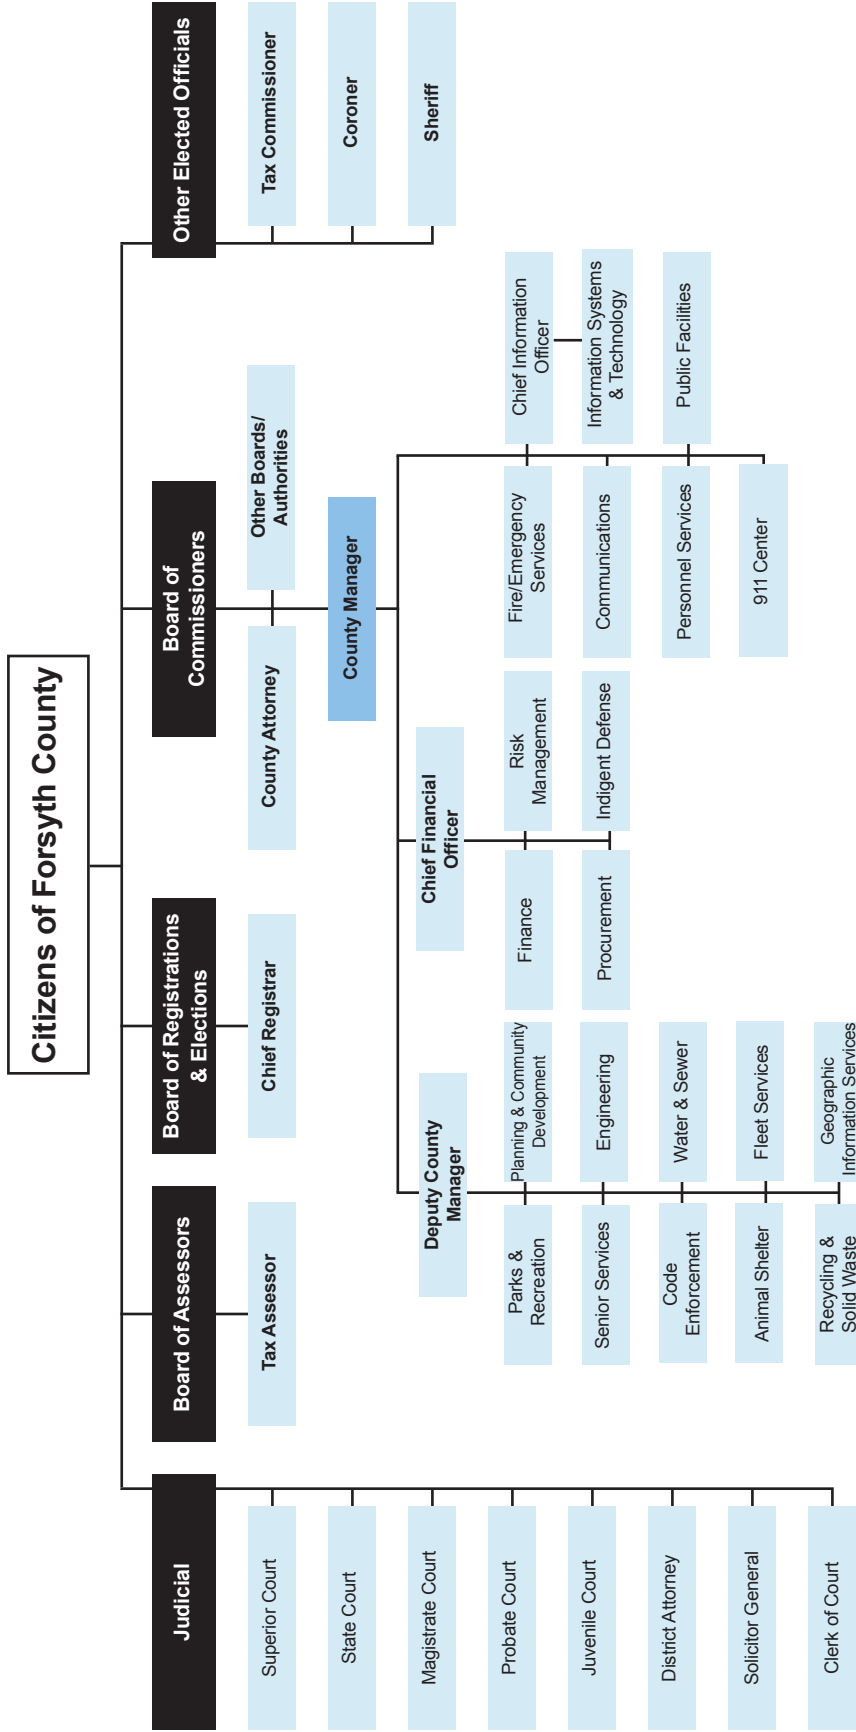 Citizens of Forsyth County
Judicial
Superior Court
State Court
Magistrate Court
Probate Court
Juvenile Court
District Attorney
Solicitor General
Clerk of Court
Board of Assessors
Tax Assessor
Board of Registrations
& Elections
Chief Registrar
Board of
Commissioners
County Attorney
Other Boards/
Authorities
County Manager
Deputy County
Manager
Parks &
Recreation
Planning & Community
Development
Senior Services
Engineering
Code
Enforcement
Water & Sewer
Animal Shelter
Fleet Services
Recycling &
Solid Waste
Geographic
Information Services
Chief Financial
Officer
Finance
Risk
Management
Procurement
Indigent Defense
Fire/Emergency
Services
Chief Information
Officer
Communications
Information Systems
& Technology
Personnel Services
Public Facilities
911 Center
Other Elected Officials
Tax Commissioner
Coroner
Sheriff